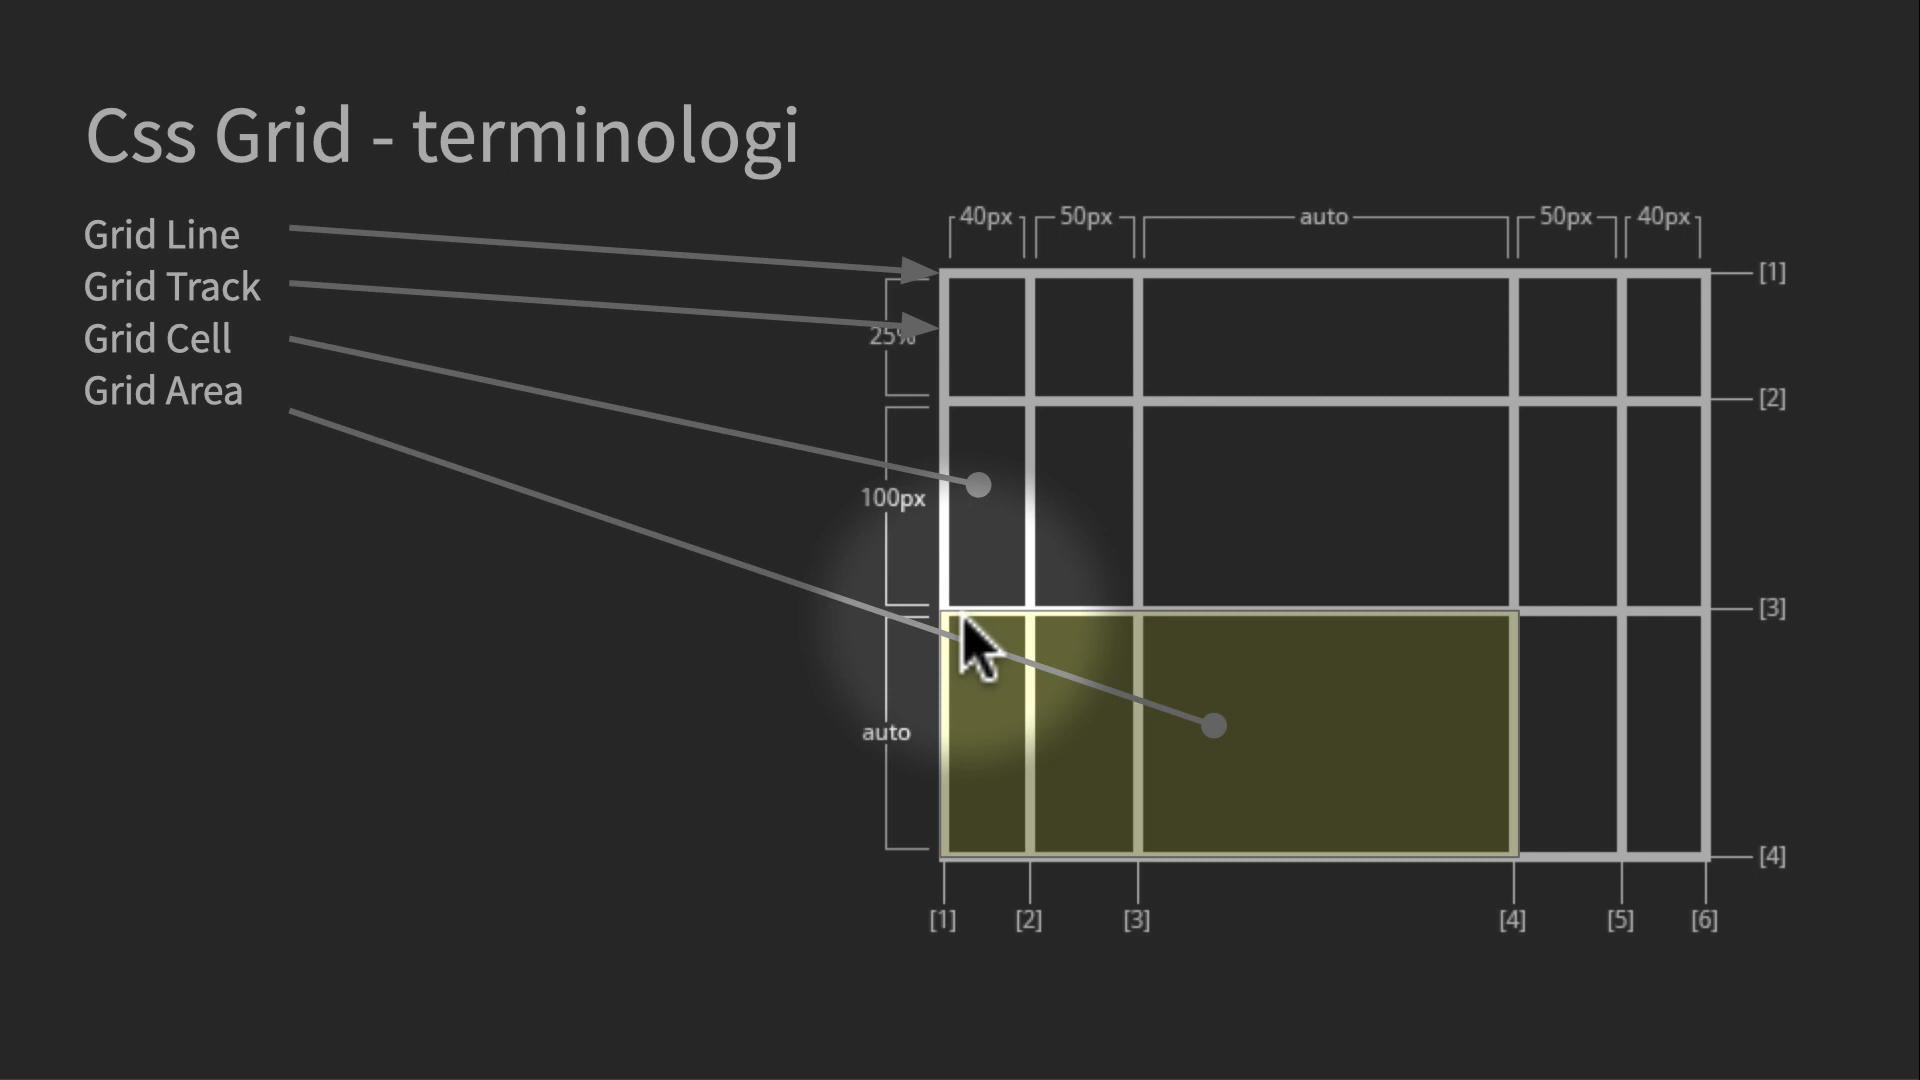 Css Grid - terminologi
Grid Line
Grid Track
Grid Cell
Grid Area
40px 50px auto 50px 40px
[1]
25%
[2]
100px
[3]
auto
[4]
[1] [2] [3] [4] [5] [6]